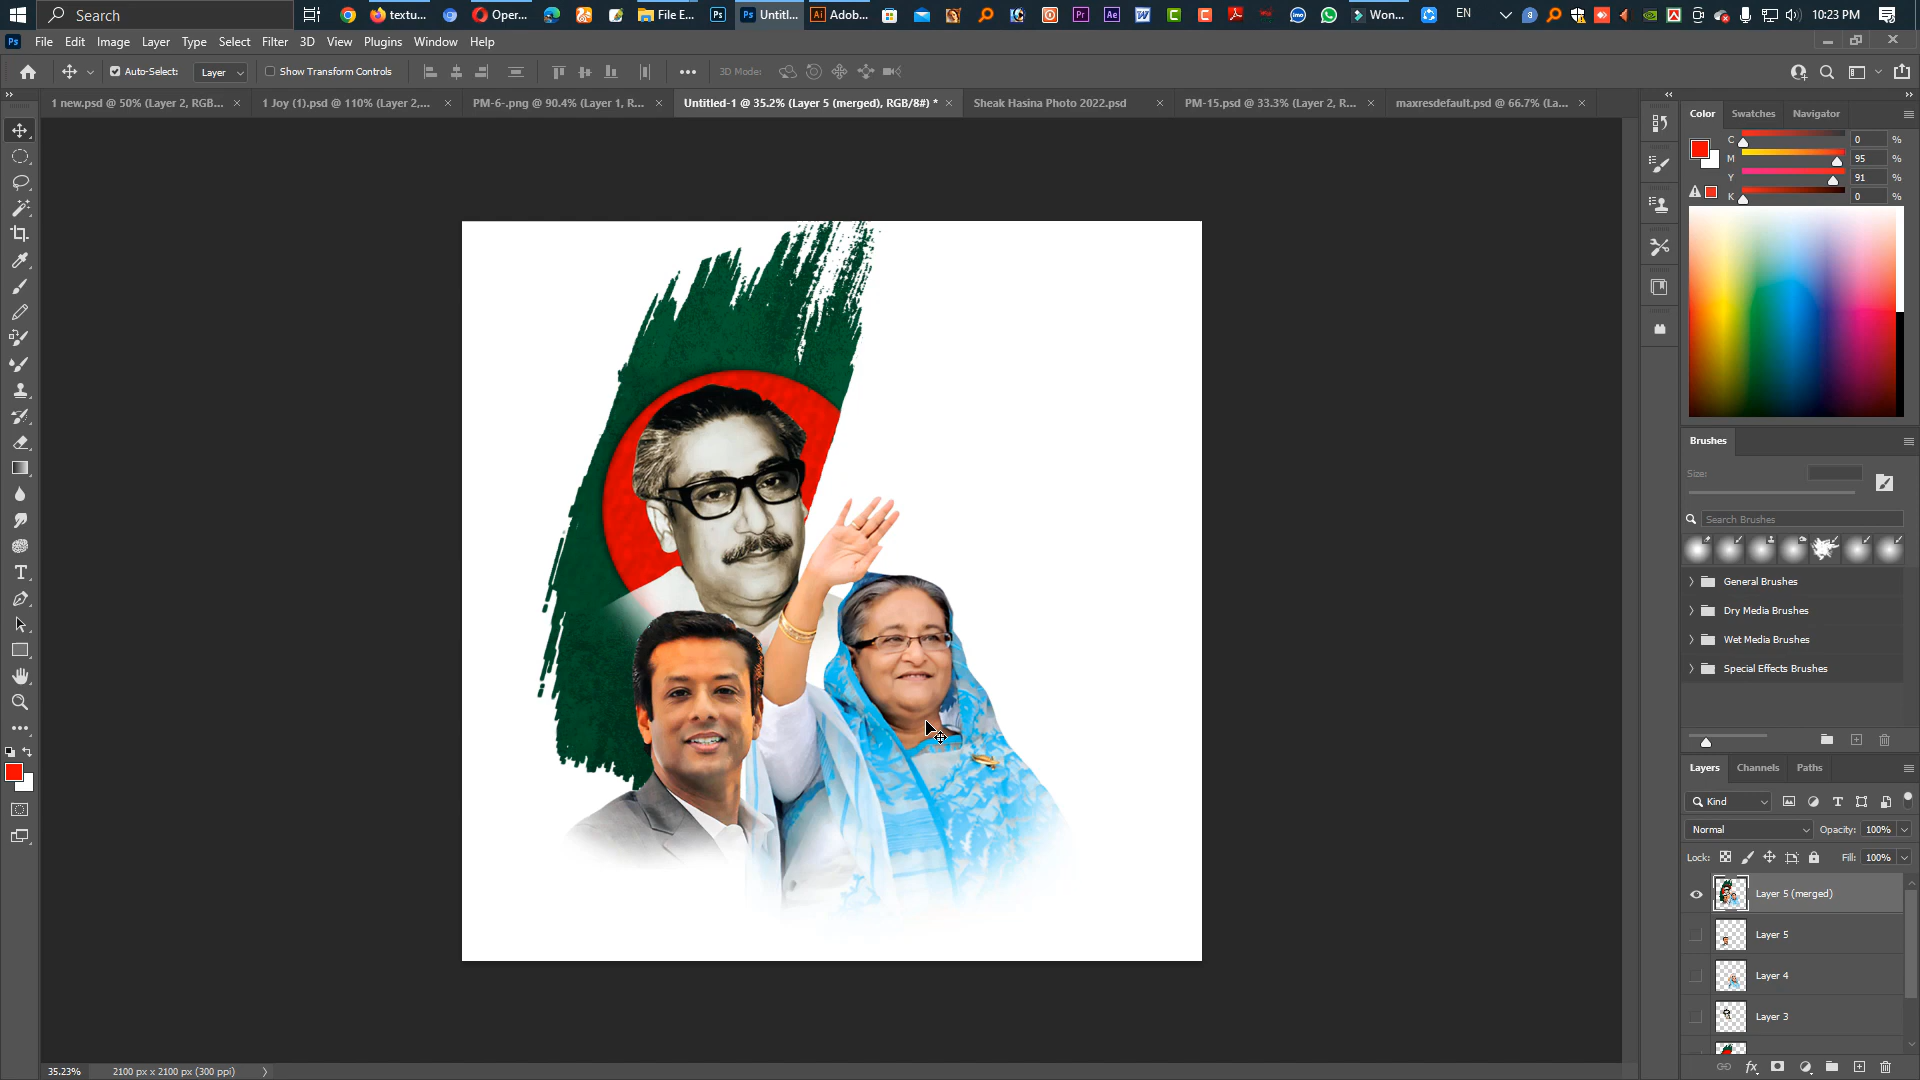 Search
textu...
Oper...
File E...
Untitl...
Adob...
Won...
EN
10:23 PM
File Edit Image Layer Type Select Filter 3D View Plugins Window Help
Auto-Select: Layer Show Transform Controls 3D Mode:
1 new.psd @ 50% (Layer 2, RGB... 1 Joy (1).psd @ 110% (Layer 2,... PM-6-.png @ 90.4% (Layer 1, R... Untitled-1 @ 35.2% (Layer 5 (merged), RGB/8#) * Sheak Hasina Photo 2022.psd PM-15.psd @ 33.3% (Layer 2, R... maxresdefault.psd @ 66.7% (La...
Color Swatches Navigator
C 0 %
M 95 %
Y 91 %
K 0 %
Brushes
Size:
Search Brushes
General Brushes
Dry Media Brushes
Wet Media Brushes
Special Effects Brushes
Layers Channels Paths
Kind
Normal Opacity: 100%
Lock: Fill: 100%
Layer 5 (merged)
Layer 5
Layer 4
Layer 3
35.23% 2100 px x 2100 px (300 ppi)